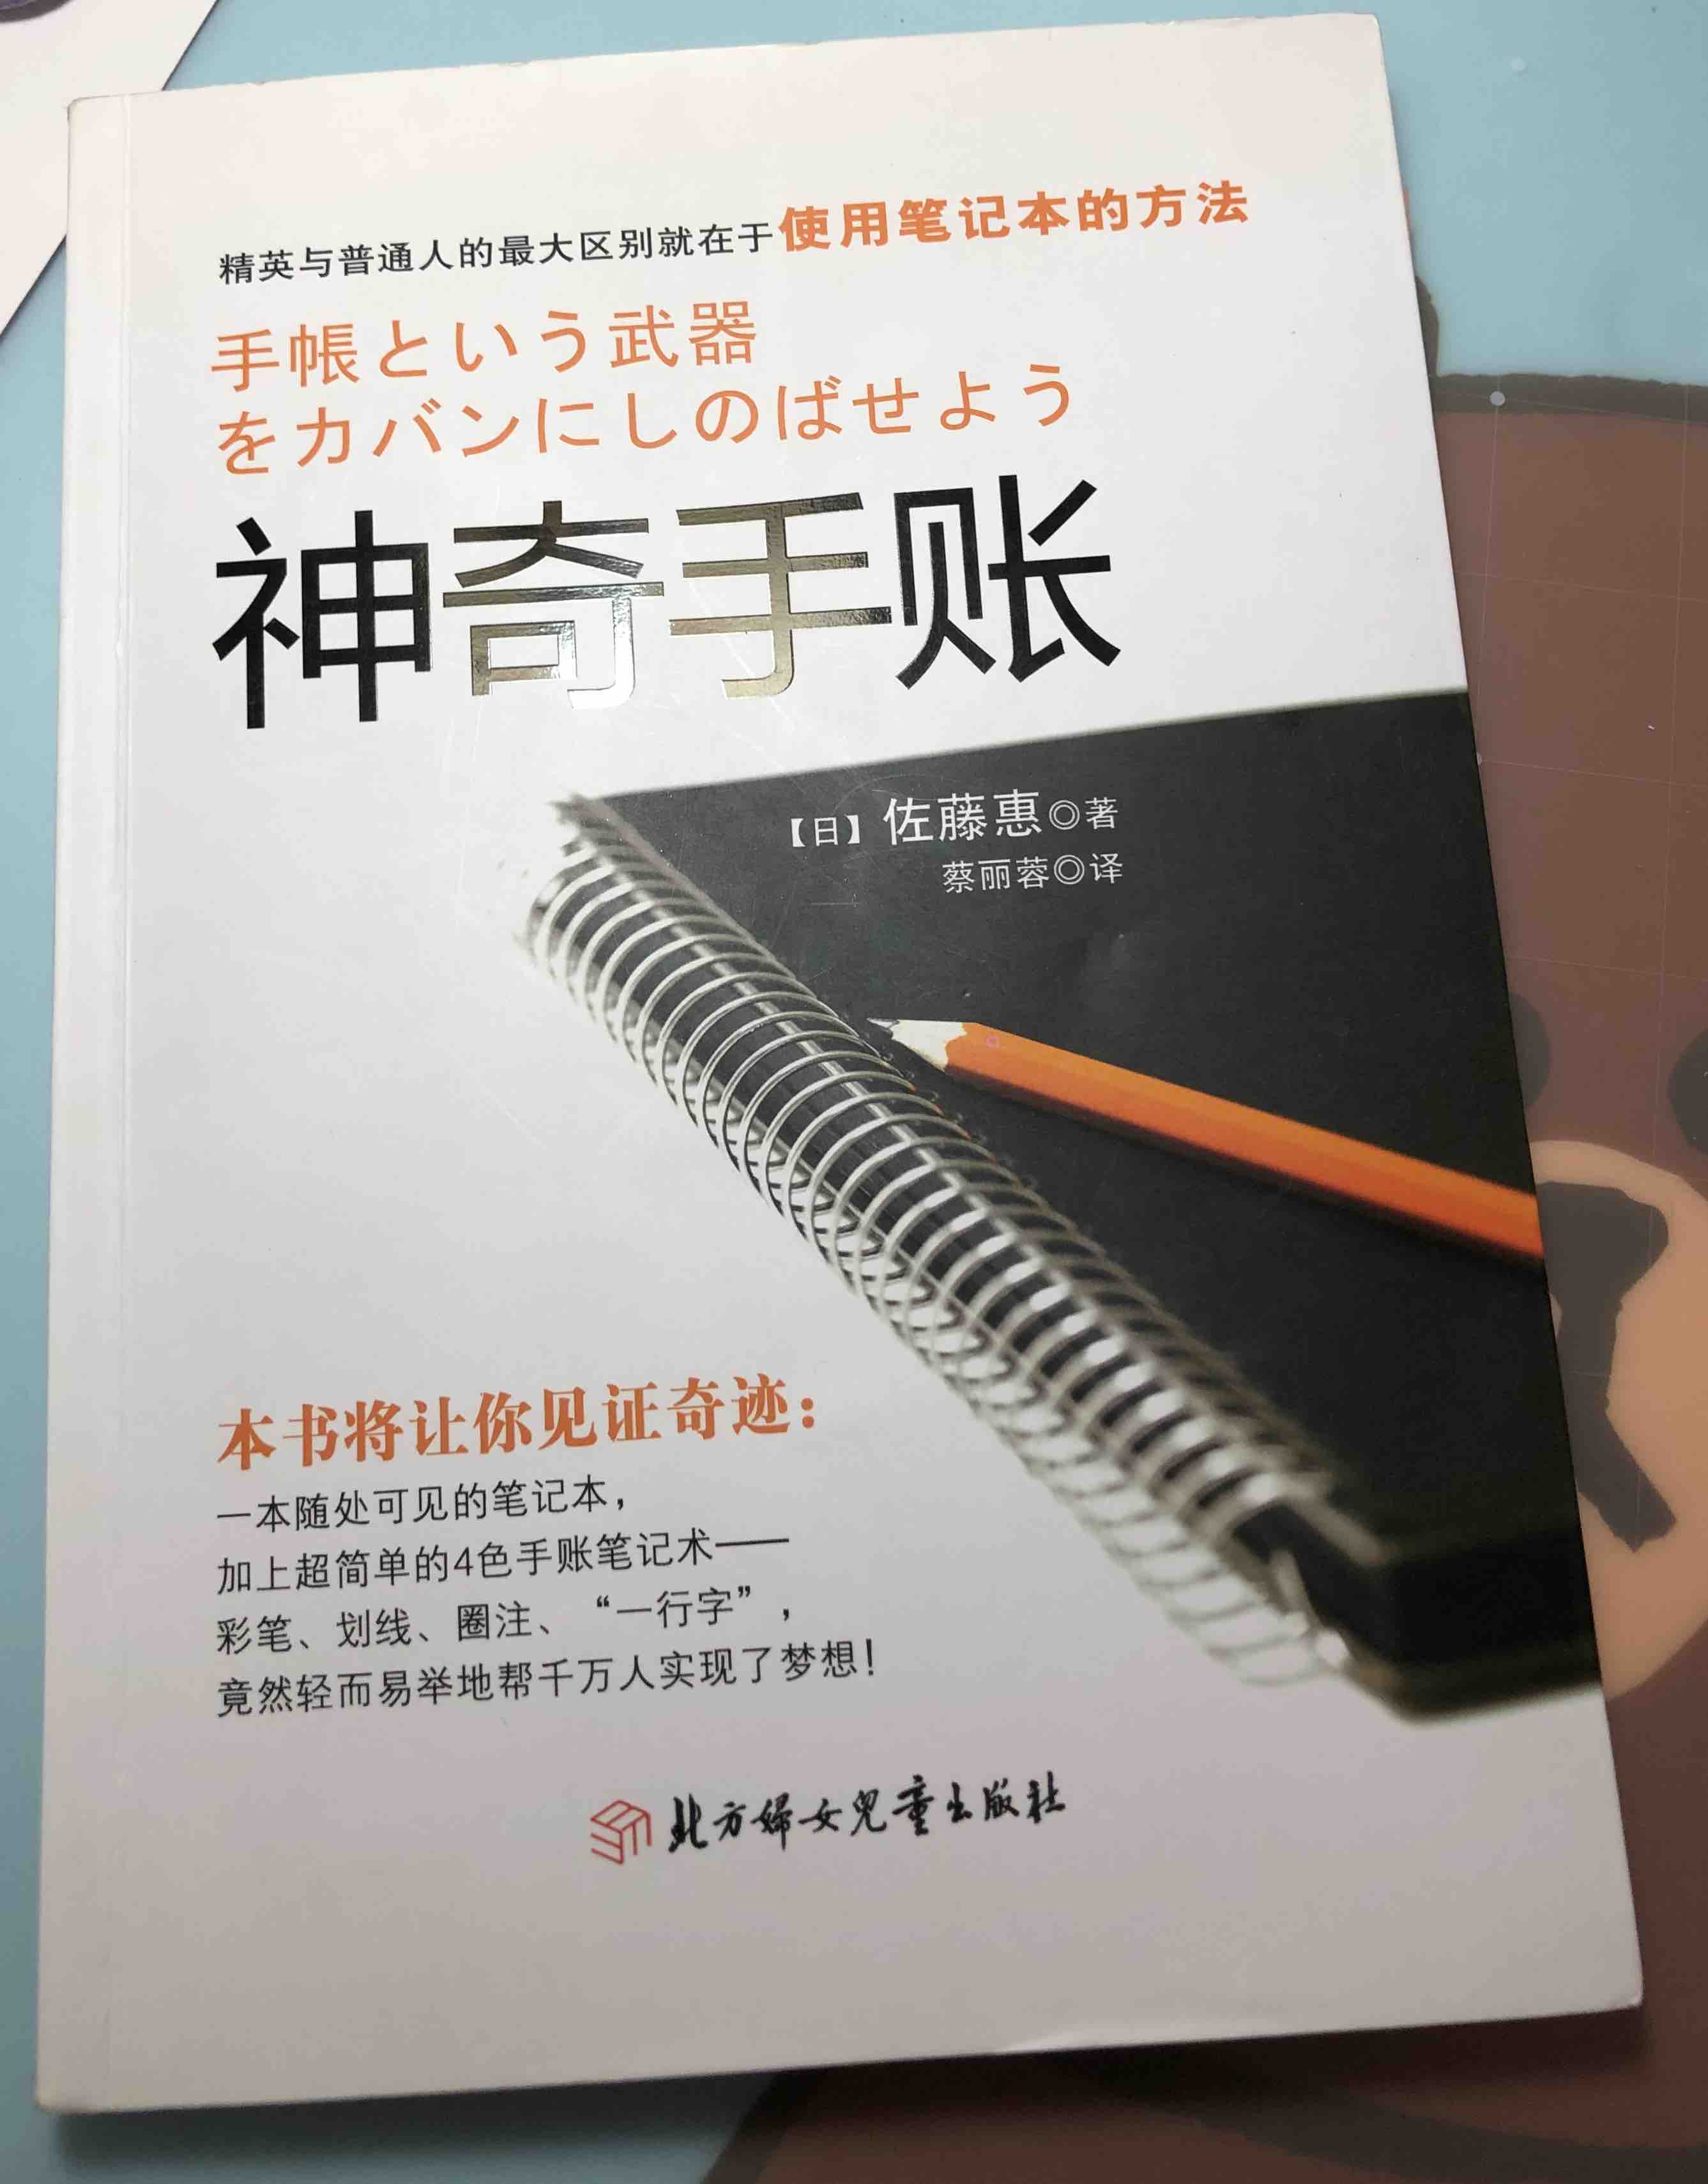 精英与普通人的最大区别就在于使用笔记本的方法
手帳という武器
をカバンにしのばせよう
神奇手账
【日】佐藤惠◎著
蔡丽蓉◎译
本书将让你见证奇迹：
一本随处可见的笔记本，
加上超简单的4色手账笔记术——
彩笔、划线、圈注、“一行字”，
竟然轻而易举地帮千万人实现了梦想！
北方婦女兒童出版社